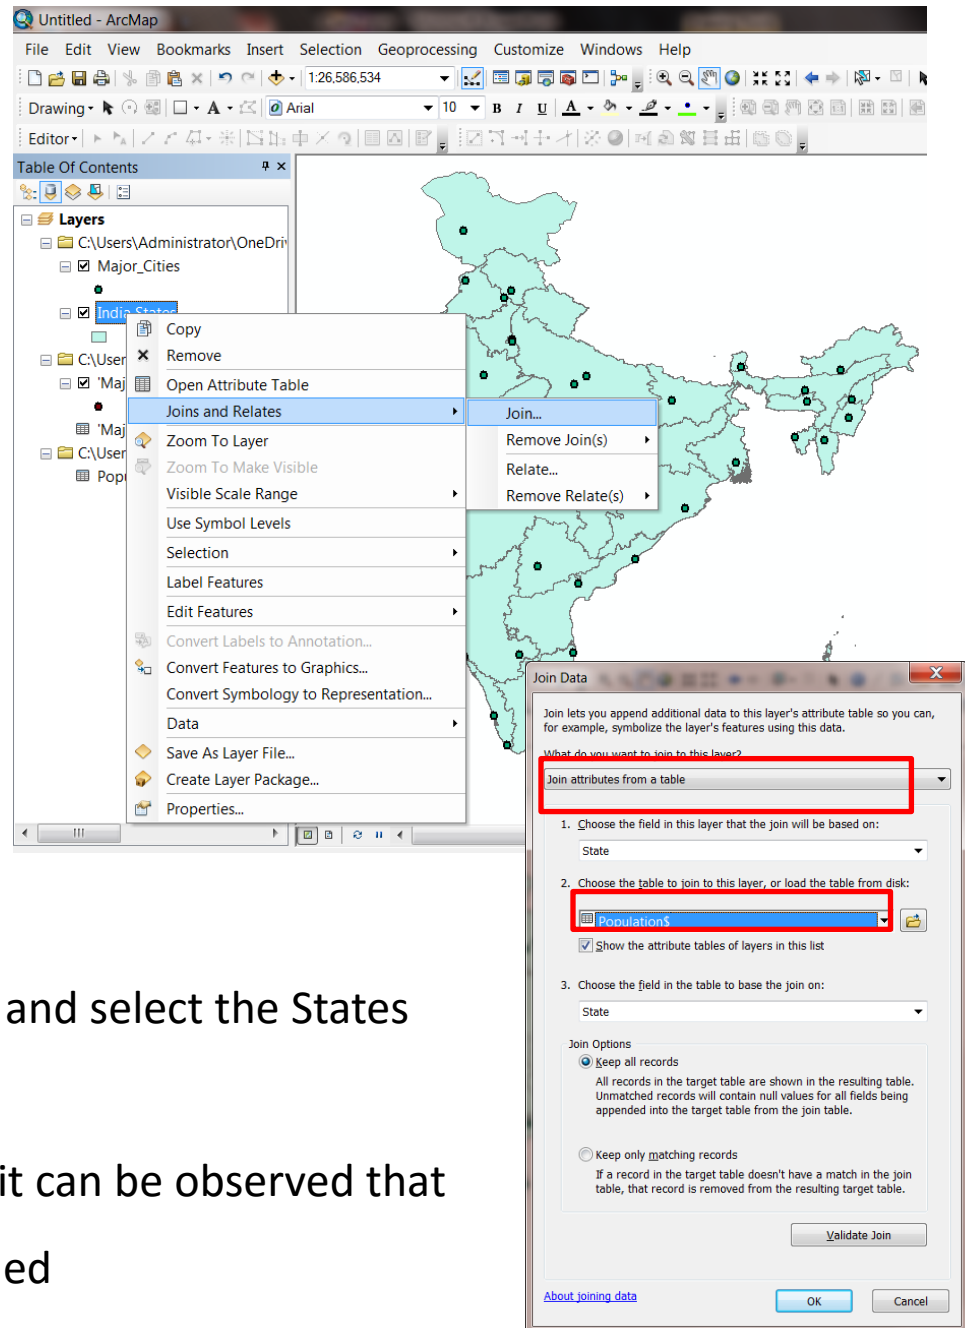 Untitled - ArcMap
File Edit View Bookmarks Insert Selection Geoprocessing Customize Windows Help
1:26,586,534
Drawing A Arial 10 B I U A
Editor
Table Of Contents
Layers
C:\Users\Administrator\OneDri
Major_Cities
India States
C:\User
'Maj
'Maj
C:\User
Popu
Copy
Remove
Open Attribute Table
Joins and Relates
Zoom To Layer
Zoom To Make Visible
Visible Scale Range
Use Symbol Levels
Selection
Label Features
Edit Features
Convert Labels to Annotation...
Convert Features to Graphics...
Convert Symbology to Representation...
Data
Save As Layer File...
Create Layer Package...
Properties...
Join...
Remove Join(s)
Relate...
Remove Relate(s)
Join Data
Join lets you append additional data to this layer's attribute table so you can,
for example, symbolize the layer's features using this data.
What do you want to join to this layer?
Join attributes from a table
1. Choose the field in this layer that the join will be based on:
State
2. Choose the table to join to this layer, or load the table from disk:
Population$
Show the attribute tables of layers in this list
3. Choose the field in the table to base the join on:
State
Join Options
Keep all records
All records in the target table are shown in the resulting table.
Unmatched records will contain null values for all fields being
appended into the target table from the join table.
Keep only matching records
If a record in the target table doesn't have a match in the join
table, that record is removed from the resulting target table.
Validate Join
About joining data
OK Cancel
and select the States
it can be observed that
ed